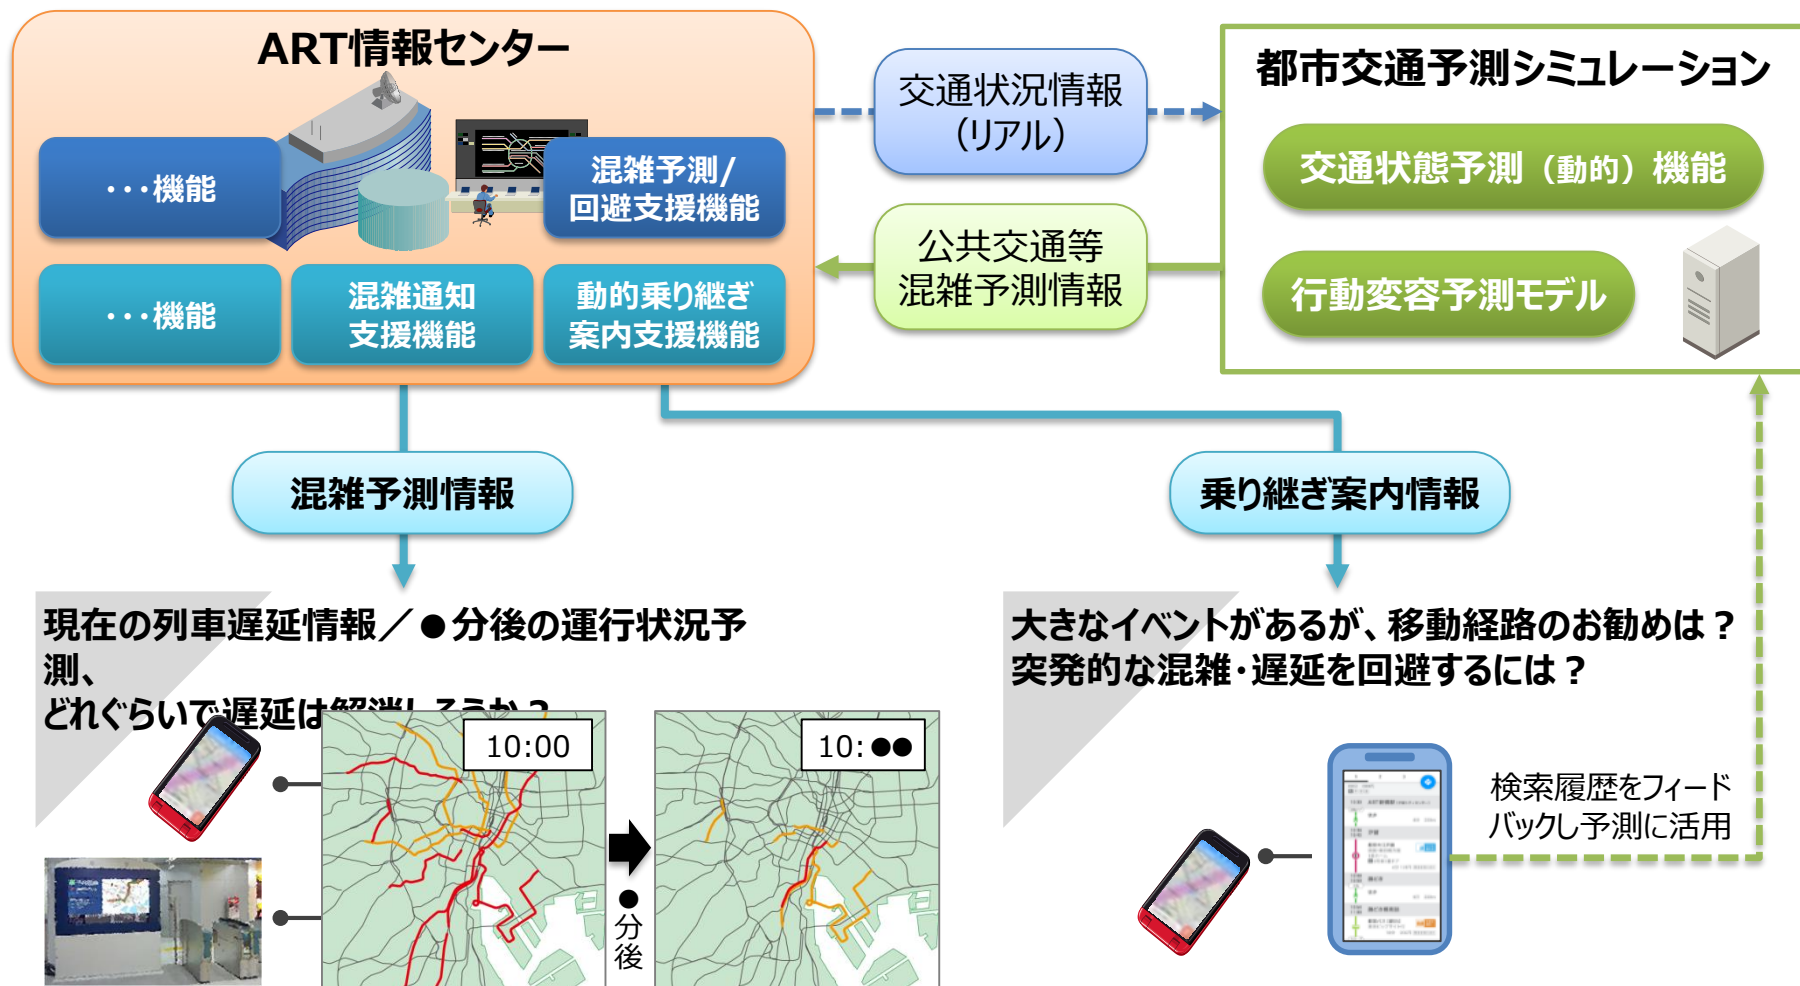 ART情報センター
・・・機能
混雑予測/
回避支援機能
・・・機能
混雑通知
支援機能
動的乗り継ぎ
案内支援機能
交通状況情報
（リアル）
公共交通等
混雑予測情報
都市交通予測シミュレーション
交通状態予測（動的）機能
行動変容予測モデル
混雑予測情報
乗り継ぎ案内情報
現在の列車遅延情報／●分後の運行状況予
測、
どれぐらいで遅延は解消しそうか？
10:00
●
分
後
10:●●
大きなイベントがあるが、移動経路のお勧めは？
突発的な混雑・遅延を回避するには？
検索履歴をフィード
バックし予測に活用